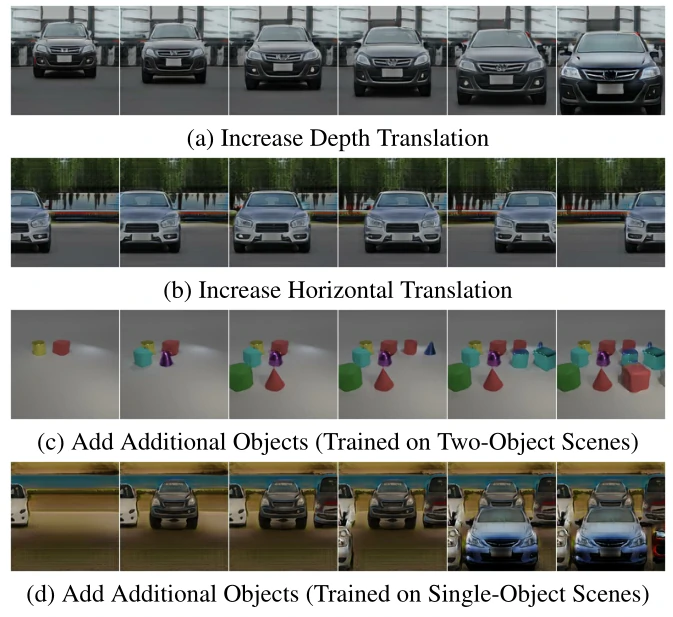 (a) Increase Depth Translation
(b) Increase Horizontal Translation
(c) Add Additional Objects (Trained on Two-Object Scenes)
(d) Add Additional Objects (Trained on Single-Object Scenes)